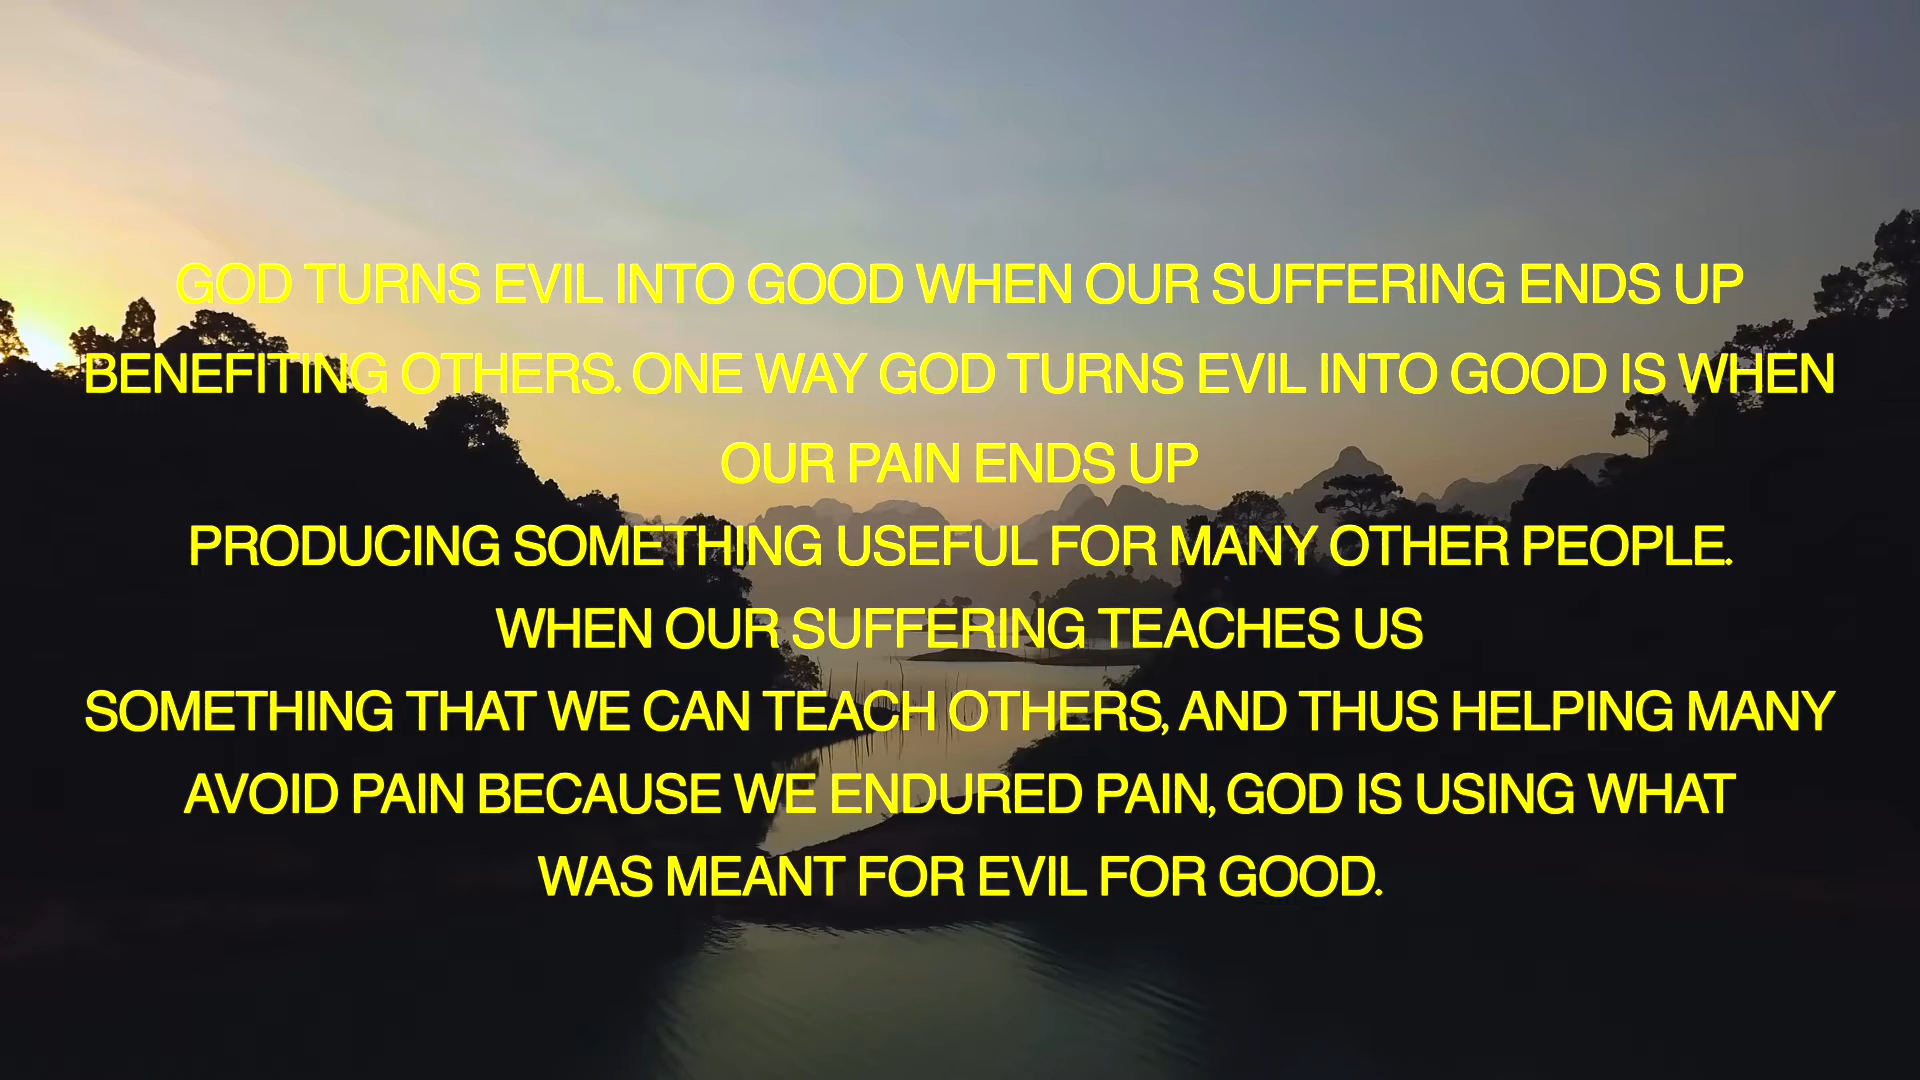 GOD TURNS EVIL INTO GOOD WHEN OUR SUFFERING ENDS UP
BENEFITING OTHERS. ONE WAY GOD TURNS EVIL INTO GOOD IS WHEN
OUR PAIN ENDS UP
PRODUCING SOMETHING USEFUL FOR MANY OTHER PEOPLE.
WHEN OUR SUFFERING TEACHES US
SOMETHING THAT WE CAN TEACH OTHERS, AND THUS HELPING MANY
AVOID PAIN BECAUSE WE ENDURED PAIN, GOD IS USING WHAT
WAS MEANT FOR EVIL FOR GOOD.